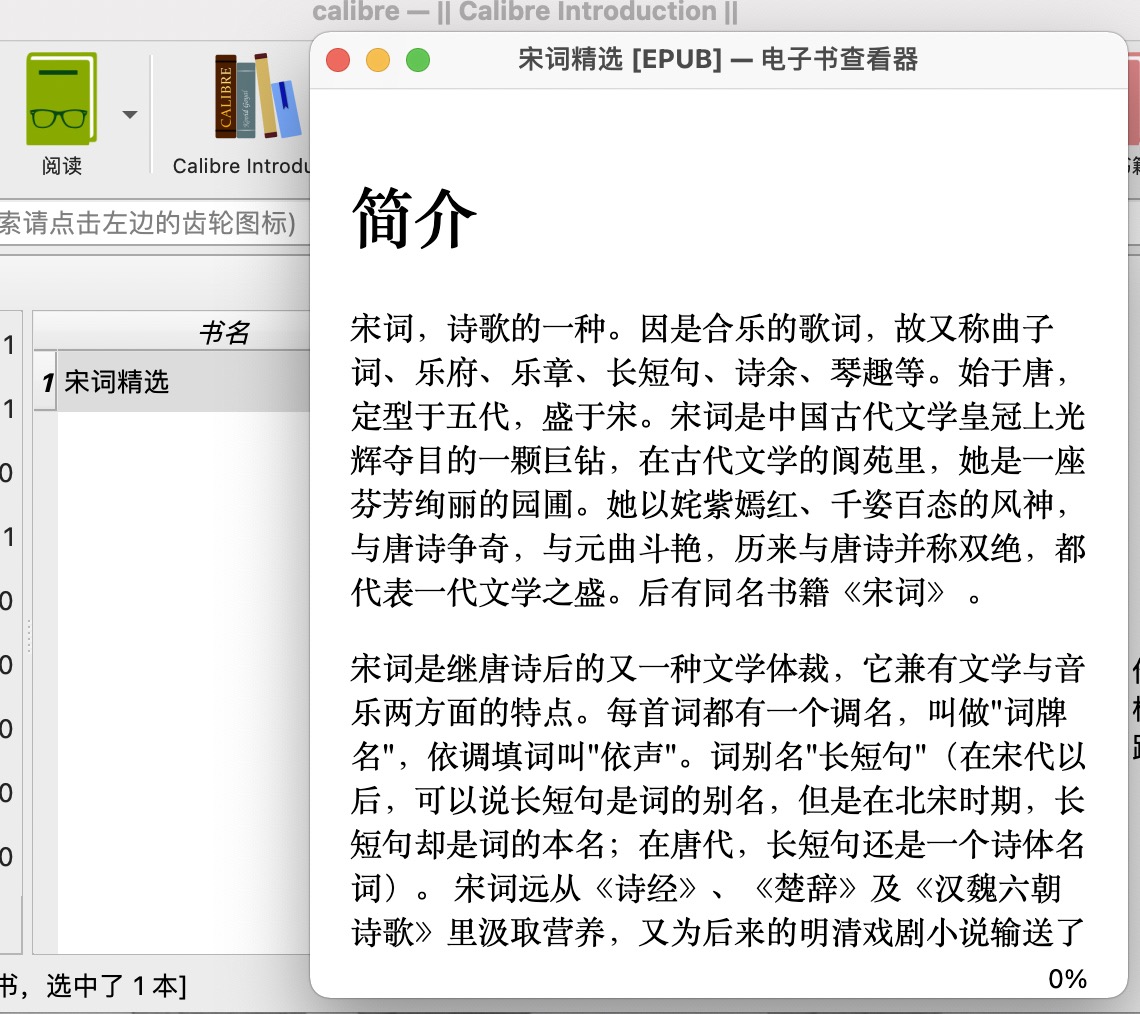 calibre — || Calibre Introduction ||
宋词精选 [EPUB] — 电子书查看器
CALIBRE
阅读
Calibre Introdu
索请点击左边的齿轮图标)
书名
1 宋词精选
1
1
0
1
0
0
0
0
0
书，选中了 1 本]
简介
宋词，诗歌的一种。因是合乐的歌词，故又称曲子
词、乐府、乐章、长短句、诗余、琴趣等。始于唐，
定型于五代，盛于宋。宋词是中国古代文学皇冠上光
辉夺目的一颗巨钻，在古代文学的阆苑里，她是一座
芬芳绚丽的园圃。她以姹紫嫣红、千姿百态的风神，
与唐诗争奇，与元曲斗艳，历来与唐诗并称双绝，都
代表一代文学之盛。后有同名书籍《宋词》 。
宋词是继唐诗后的又一种文学体裁，它兼有文学与音
乐两方面的特点。每首词都有一个调名，叫做"词牌
名"，依调填词叫"依声"。词别名"长短句"（在宋代以
后，可以说长短句是词的别名，但是在北宋时期，长
短句却是词的本名；在唐代，长短句还是一个诗体名
词）。 宋词远从《诗经》、《楚辞》及《汉魏六朝
诗歌》里汲取营养，又为后来的明清戏剧小说输送了
0%